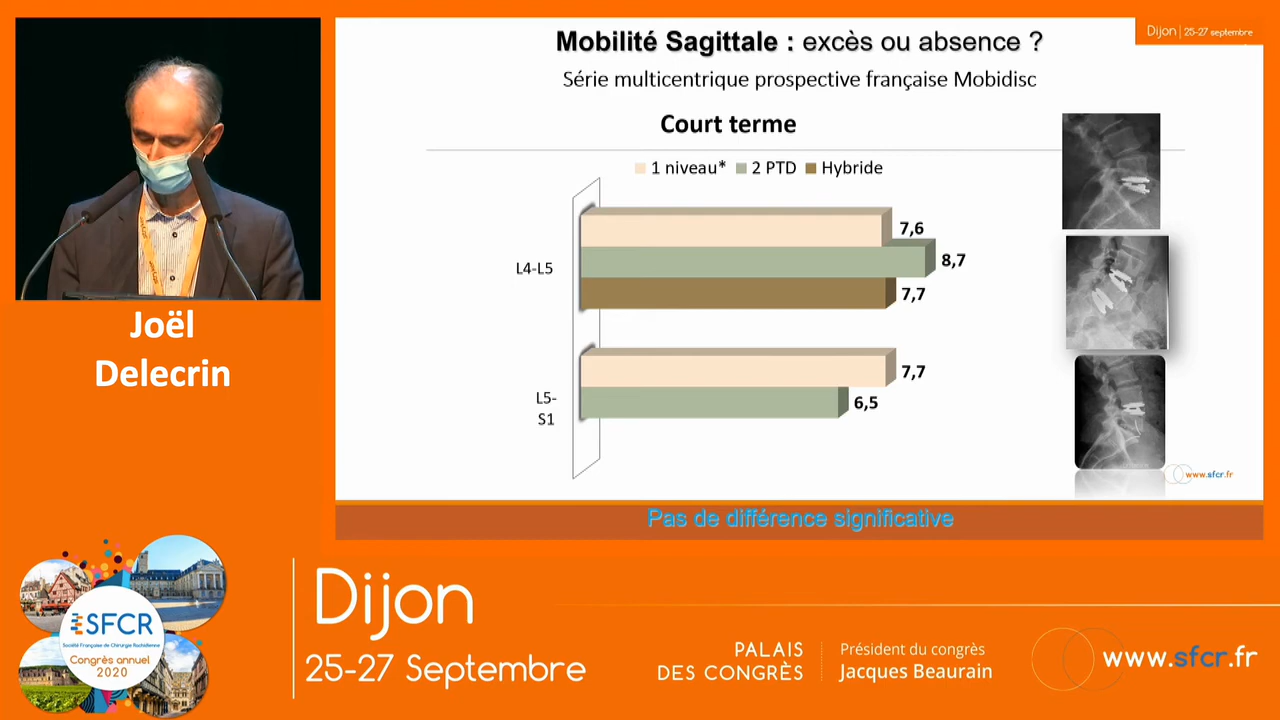 Mobilité Sagittale : excès ou absence ?
Dijon | 25-27 septembre
Série multicentrique prospective française Mobidisc
Court terme
1 niveau* 2 PTD Hybride
7,6
L4-L5
8,7
7,7
7,7
L5-
S1
6,5
www.sfcr.fr
Pas de différence significative
Joël
Delecrin
SFCR
Société Française de Chirurgie Rachidienne
Congrès annuel
2020
Dijon
25-27 Septembre
PALAIS
DES CONGRÈS
Président du congrès
Jacques Beaurain
www.sfcr.fr